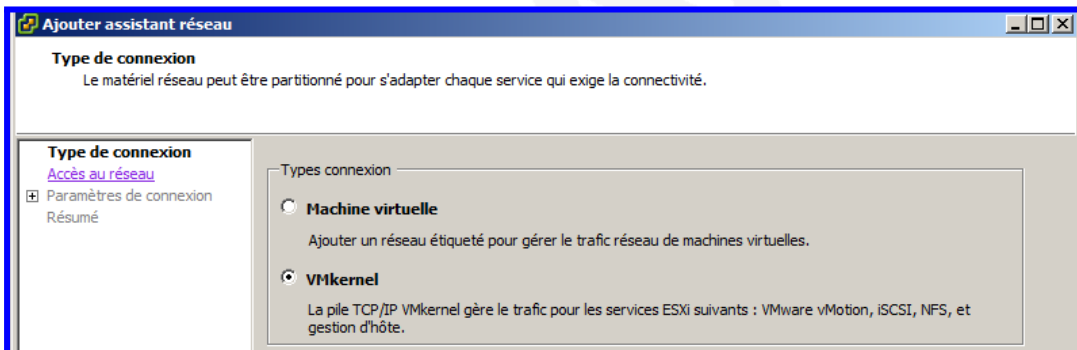 Ajouter assistant réseau
Type de connexion
Le matériel réseau peut être partitionné pour s'adapter chaque service qui exige la connectivité.
Type de connexion
Accès au réseau
Paramètres de connexion
Résumé
Types connexion
Machine virtuelle
Ajouter un réseau étiqueté pour gérer le trafic réseau de machines virtuelles.
VMkernel
La pile TCP/IP VMkernel gère le trafic pour les services ESXi suivants : VMware vMotion, iSCSI, NFS, et
gestion d'hôte.